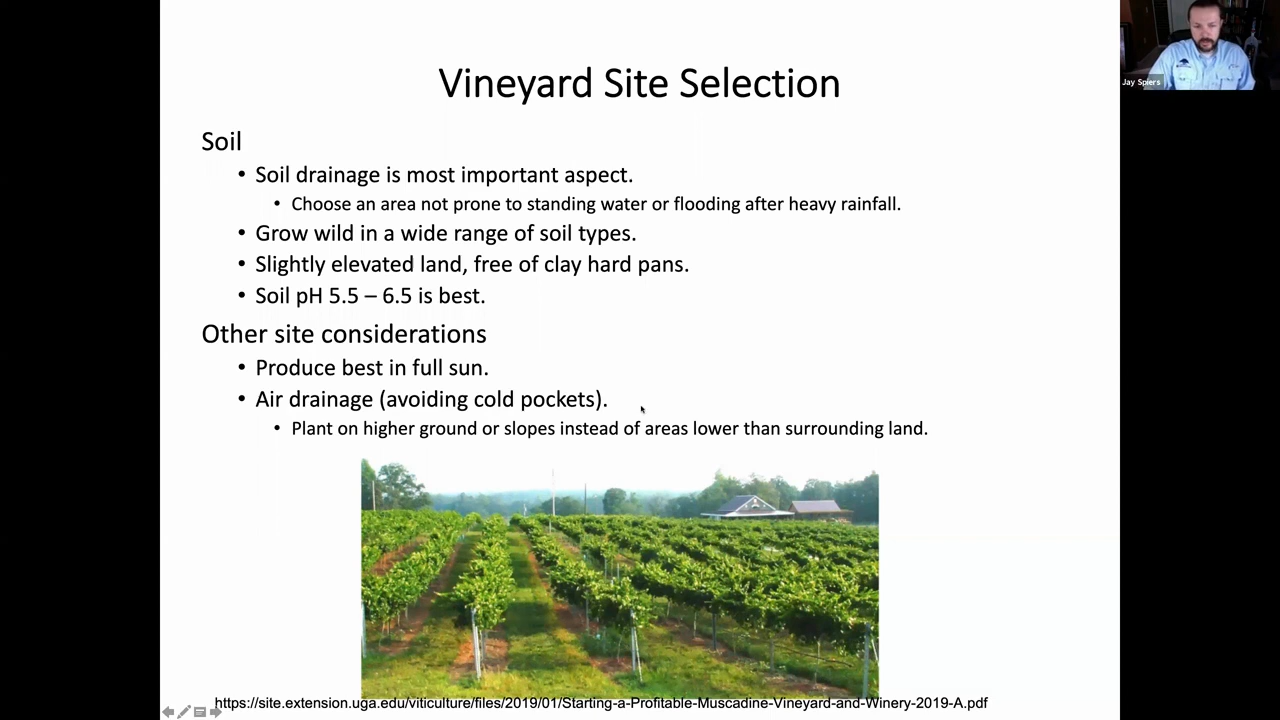 Vineyard Site Selection
Jay Spiers
Soil
• Soil drainage is most important aspect.
• Choose an area not prone to standing water or flooding after heavy rainfall.
• Grow wild in a wide range of soil types.
• Slightly elevated land, free of clay hard pans.
• Soil pH 5.5 – 6.5 is best.
Other site considerations
• Produce best in full sun.
• Air drainage (avoiding cold pockets).
• Plant on higher ground or slopes instead of areas lower than surrounding land.
https://site.extension.uga.edu/viticulture/files/2019/01/Starting-a-Profitable-Muscadine-Vineyard-and-Winery-2019-A.pdf